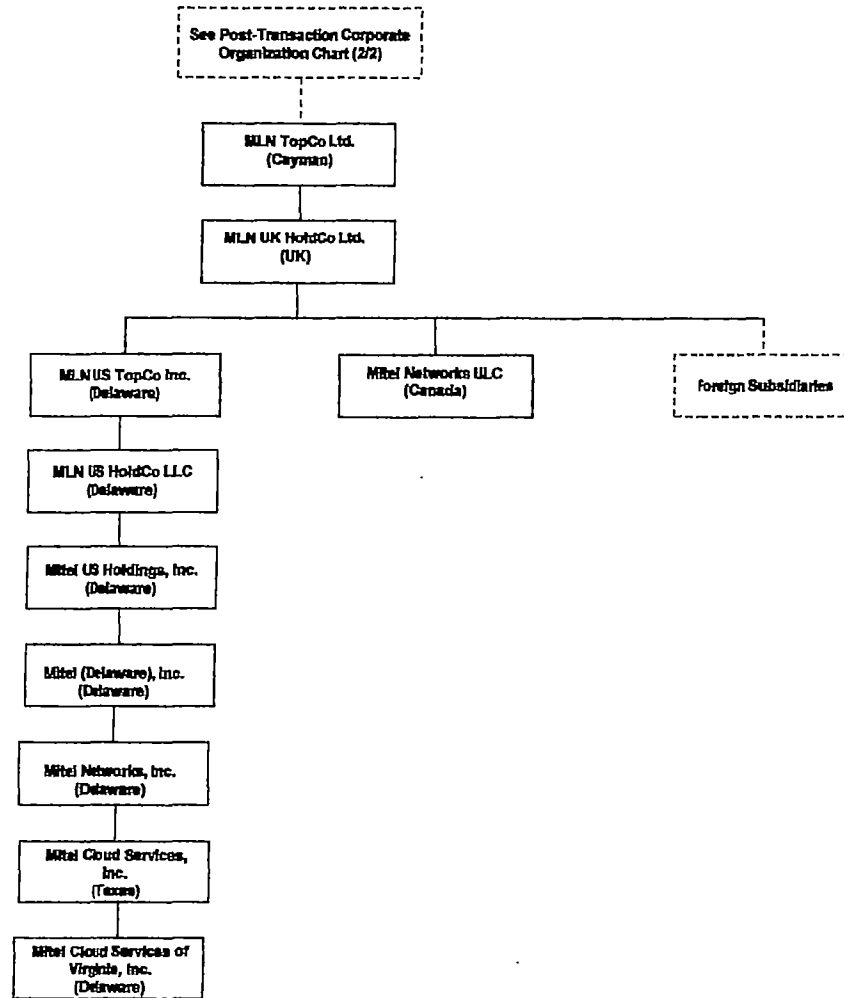 See Post-Transaction Corporate
Organization Chart (2/2)
MLN TopCo Ltd.
(Cayman)
MLN UK HoldCo Ltd.
(UK)
MLN US TopCo Inc.
(Delaware)
Mitel Networks ULC
(Canada)
Foreign Subsidiaries
MLN US HoldCo LLC
(Delaware)
Mitel US Holdings, Inc.
(Delaware)
Mitel (Delaware), Inc.
(Delaware)
Mitel Networks, Inc.
(Delaware)
Mitel Cloud Services,
Inc.
(Texas)
Mitel Cloud Services of
Virginia, Inc.
(Delaware)